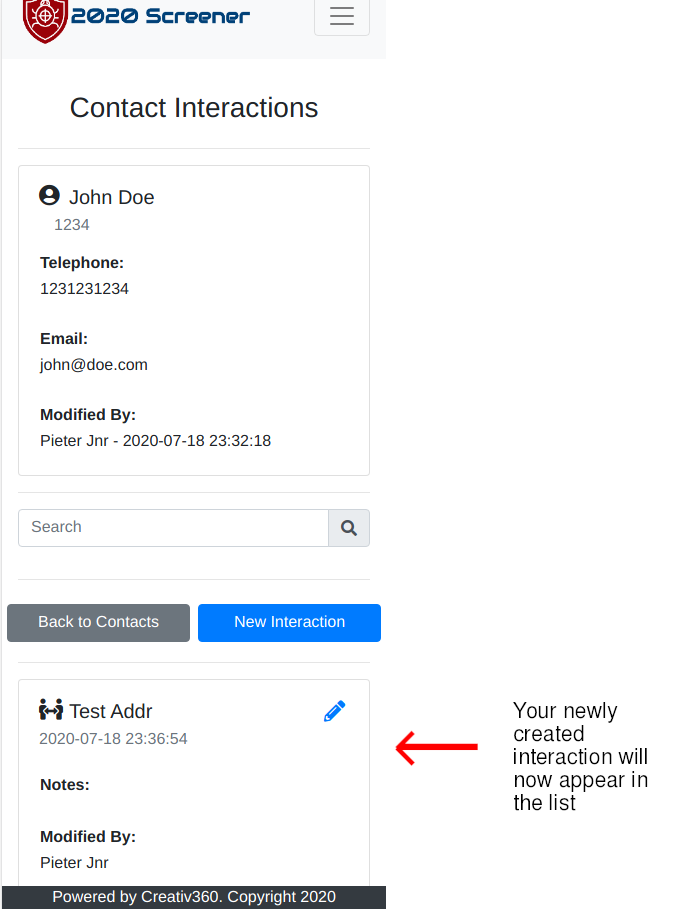 2020 Screener
Contact Interactions
John Doe
1234
Telephone:
1231231234
Email:
john@doe.com
Modified By:
Pieter Jnr - 2020-07-18 23:32:18
Search
Back to Contacts
New Interaction
Test Addr
2020-07-18 23:36:54
Notes:
Modified By:
Pieter Jnr
Powered by Creativ360. Copyright 2020
Your newly
created
interaction will
now appear in
the list